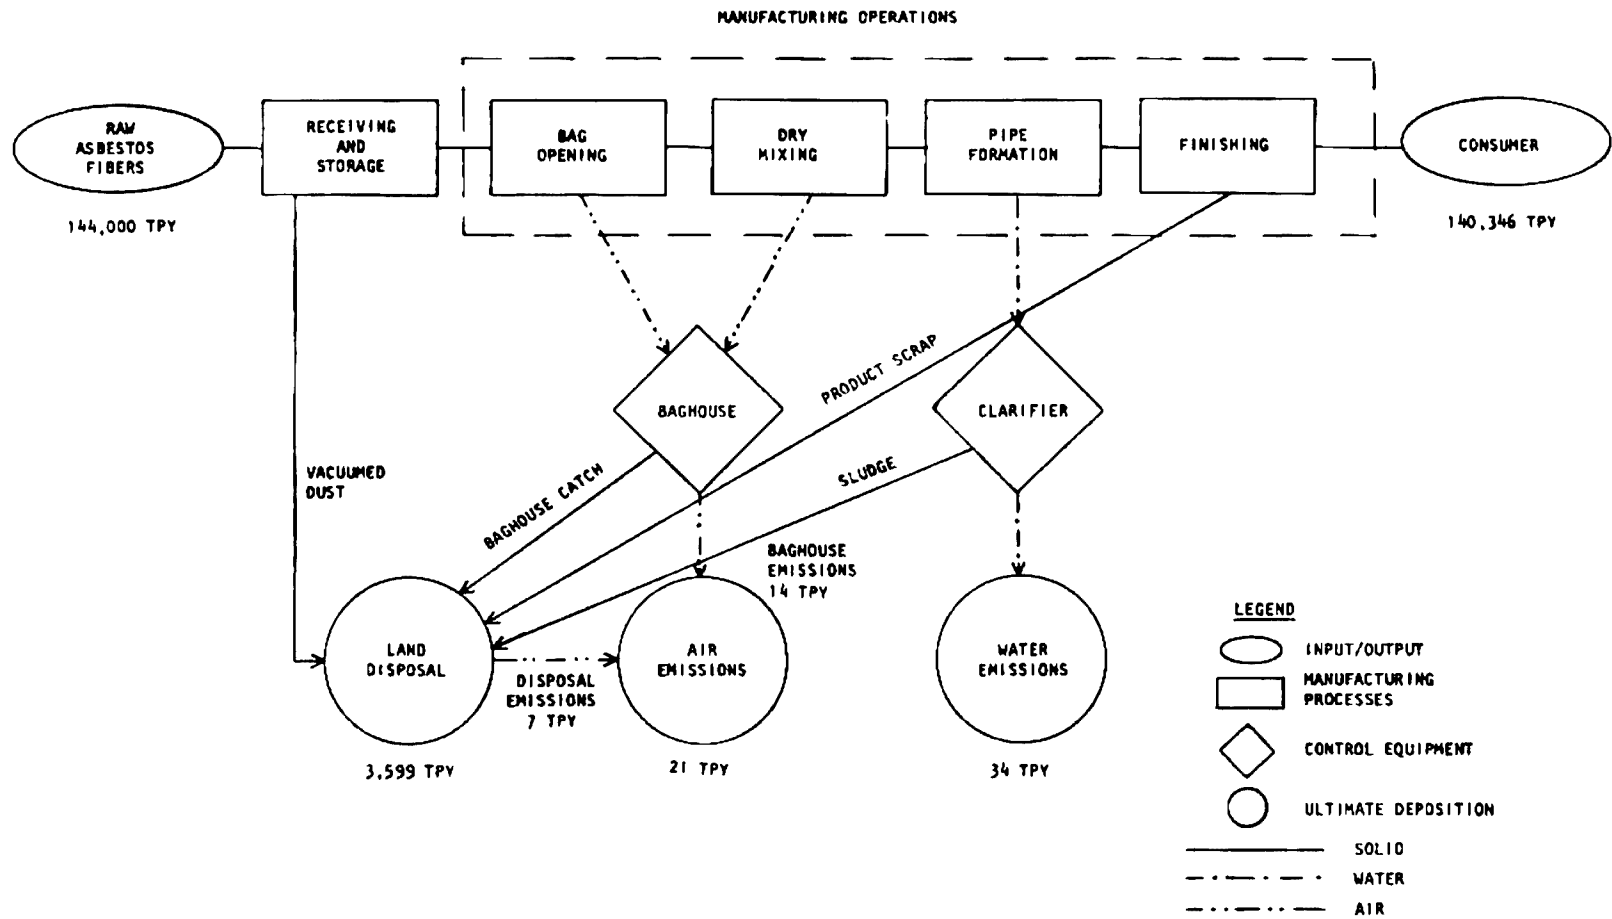 MANUFACTURING OPERATIONS
RAW
ASBESTOS
FIBERS
144,000 TPY
RECEIVING
AND
STORAGE
BAG
OPENING
DRY
MIXING
PIPE
FORMATION
FINISHING
CONSUMER
140,346 TPY
BAGHOUSE
PRODUCT SCRAP
CLARIFIER
VACUUMED
DUST
BAGHOUSE CATCH
SLUDGE
BAGHOUSE
EMISSIONS
14 TPY
LAND
DISPOSAL
3,599 TPY
DISPOSAL
EMISSIONS
7 TPY
AIR
EMISSIONS
21 TPY
WATER
EMISSIONS
34 TPY
LEGEND
INPUT/OUTPUT
MANUFACTURING
PROCESSES
CONTROL EQUIPMENT
ULTIMATE DEPOSITION
SOLID
WATER
AIR